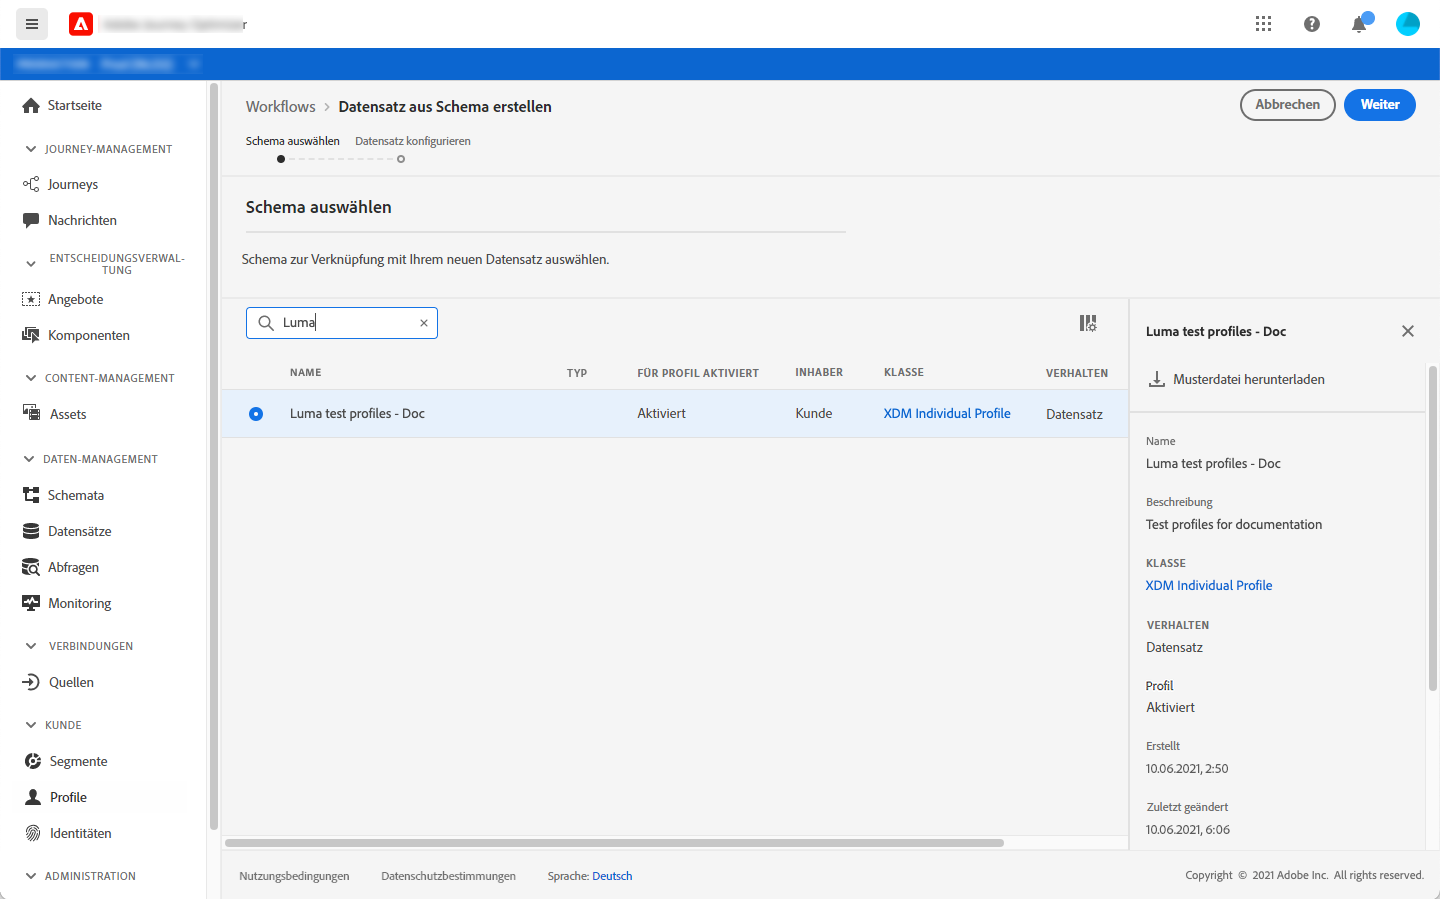 Startseite
JOURNEY-MANAGEMENT
Journeys
Nachrichten
ENTSCHEIDUNGSVERWAL-
TUNG
Angebote
Komponenten
CONTENT-MANAGEMENT
Assets
DATEN-MANAGEMENT
Schemata
Datensätze
Abfragen
Monitoring
VERBINDUNGEN
Quellen
KUNDE
Segmente
Profile
Identitäten
ADMINISTRATION
Workflows > Datensatz aus Schema erstellen
Abbrechen
Weiter
Schema auswählen
Datensatz konfigurieren
Schema auswählen
Schema zur Verknüpfung mit Ihrem neuen Datensatz auswählen.
Luma
NAME TYP FÜR PROFIL AKTIVIERT INHABER KLASSE VERHALTEN
Luma test profiles - Doc Aktiviert Kunde XDM Individual Profile Datensatz
Luma test profiles - Doc
Musterdatei herunterladen
Name
Luma test profiles - Doc
Beschreibung
Test profiles for documentation
KLASSE
XDM Individual Profile
VERHALTEN
Datensatz
Profil
Aktiviert
Erstellt
10.06.2021, 2:50
Zuletzt geändert
10.06.2021, 6:06
Nutzungsbedingungen Datenschutzbestimmungen Sprache: Deutsch
Copyright © 2021 Adobe Inc. All rights reserved.